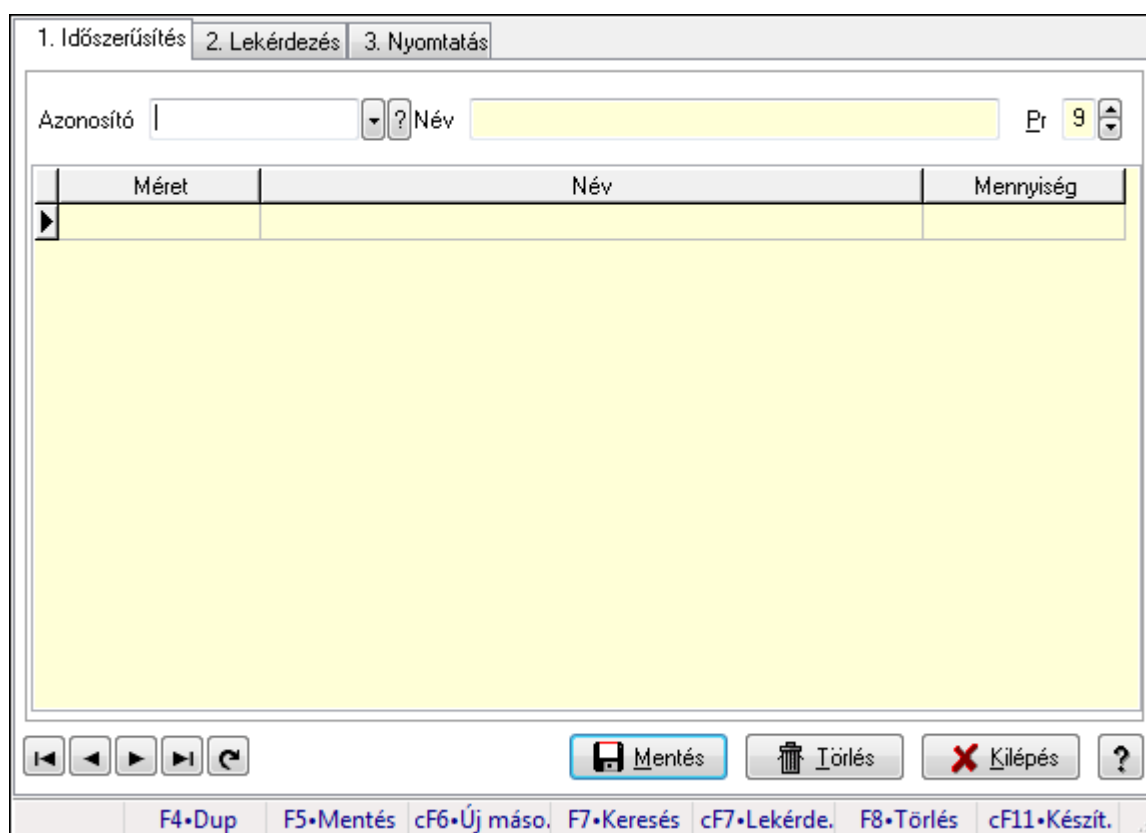 1. Időszerűsítés 2. Lekérdezés 3. Nyomtatás
Azonosító ? Név Pr 9
Méret Név Mennyiség
Mentés Törlés Kilépés ?
F4•Dup F5•Mentés cF6•Új máso. F7•Keresés cF7•Lekérde. F8•Törlés cF11•Készít.